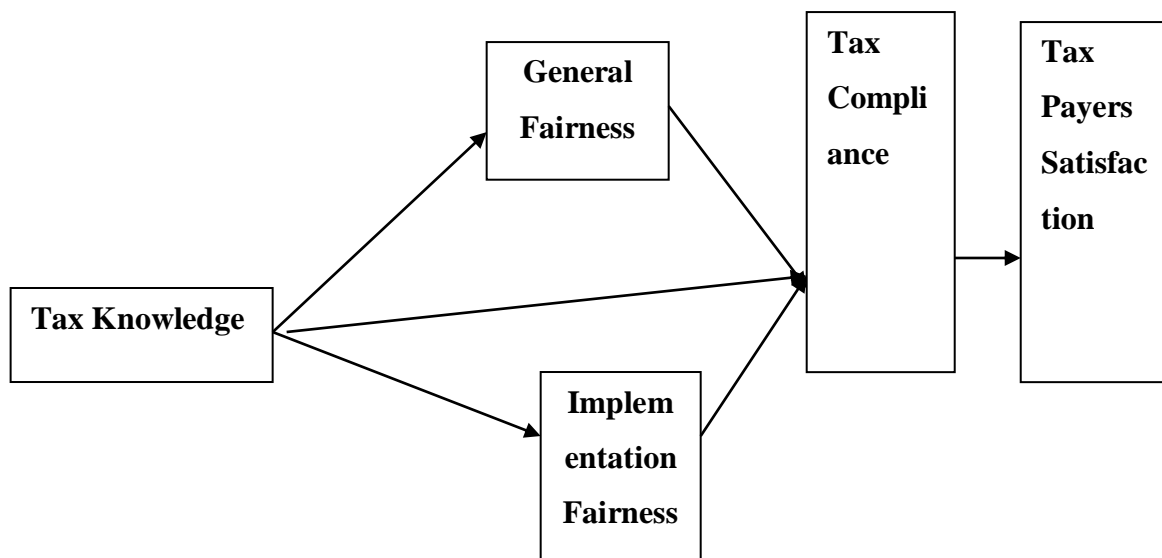 General
Fairness
Tax
Compli
ance
Tax
Payers
Satisfac
tion
Tax Knowledge
Implem
entation
Fairness